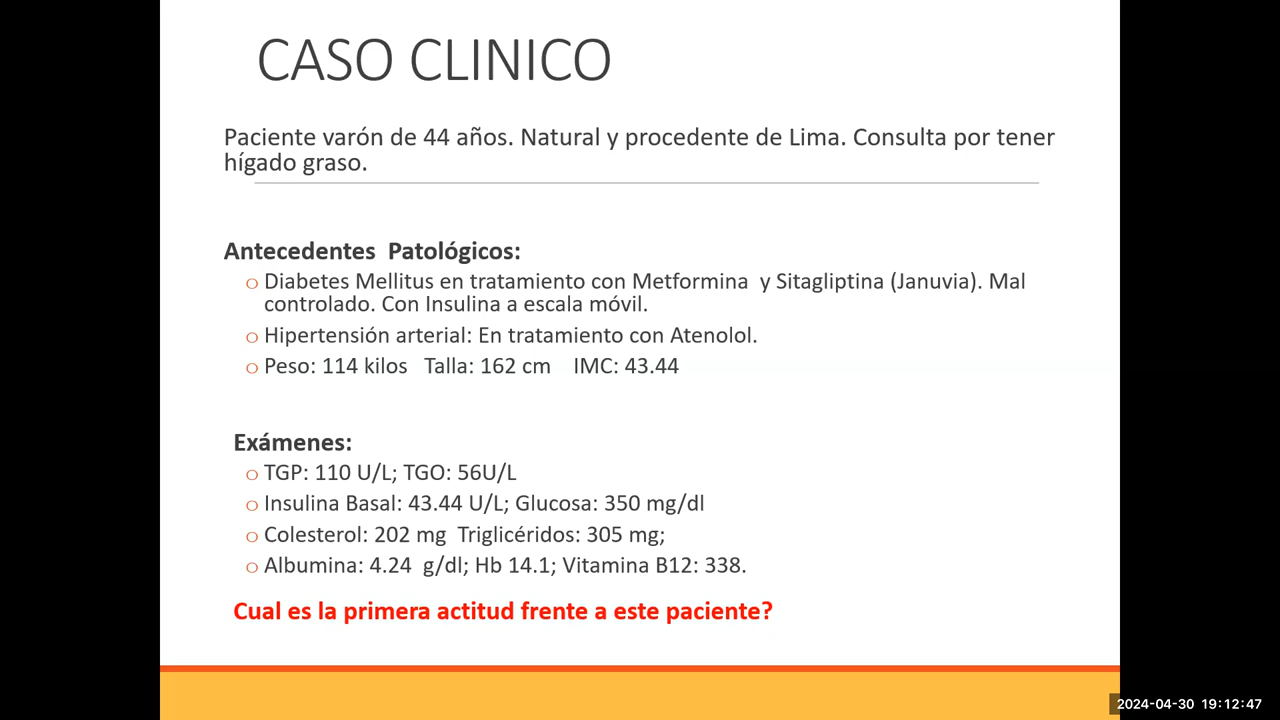 CASO CLINICO
Paciente varón de 44 años. Natural y procedente de Lima. Consulta por tener
hígado graso.
Antecedentes  Patológicos:
o Diabetes Mellitus en tratamiento con Metformina  y Sitagliptina (Januvia). Mal
controlado. Con Insulina a escala móvil.
o Hipertensión arterial: En tratamiento con Atenolol.
o Peso: 114 kilos   Talla: 162 cm    IMC: 43.44
Exámenes:
o TGP: 110 U/L; TGO: 56U/L
o Insulina Basal: 43.44 U/L; Glucosa: 350 mg/dl
o Colesterol: 202 mg  Triglicéridos: 305 mg;
o Albumina: 4.24  g/dl; Hb 14.1; Vitamina B12: 338.
Cual es la primera actitud frente a este paciente?
2024-04-30 19:12:47